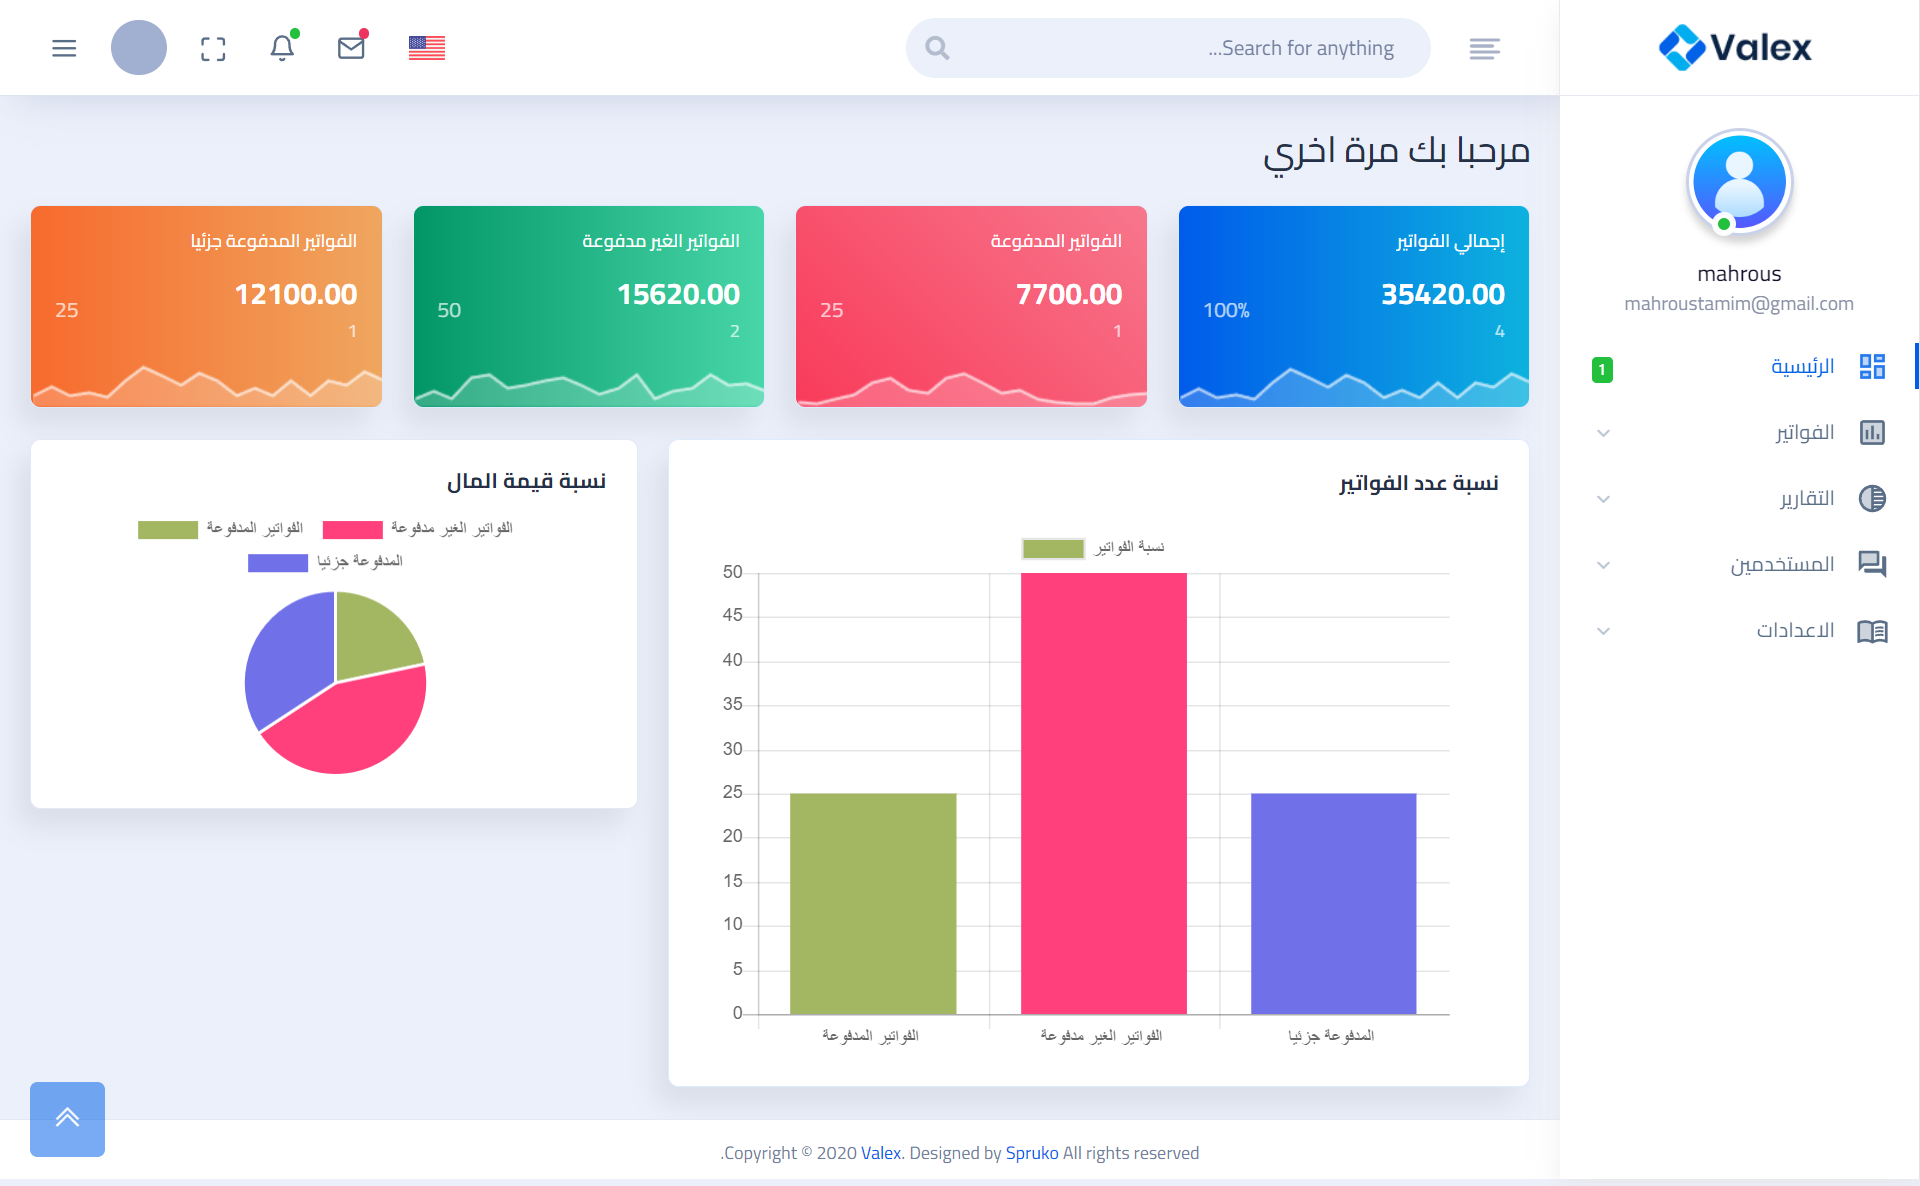 Valex
Search for anything...
mahrous
mahroustamim@gmail.com
الرئيسية
1
الفواتير
التقارير
المستخدمين
الاعدادات
مرحبا بك مرة اخري
إجمالي الفواتير
35420.00
100%
4
الفواتير المدفوعة
7700.00
25
1
الفواتير الغير مدفوعة
15620.00
50
2
الفواتير المدفوعة جزئيا
12100.00
25
1
نسبة عدد الفواتير
نسبة الفواتير
50
45
40
35
30
25
20
15
10
5
0
الفواتير المدفوعة
الفواتير الغير مدفوعة
المدفوعة جزئيا
نسبة قيمة المال
الفواتير المدفوعة
الفواتير الغير مدفوعة
المدفوعة جزئيا
.Copyright © 2020 Valex. Designed by Spruko All rights reserved